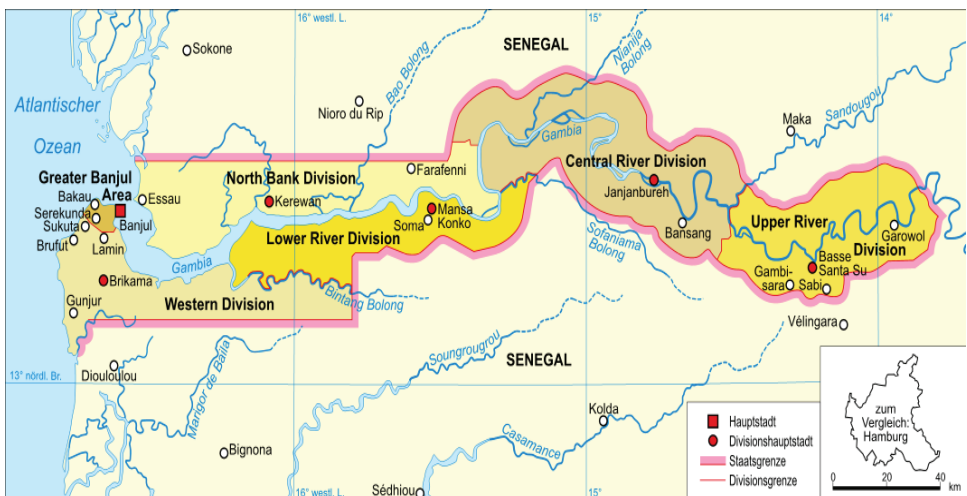 16° westl. L.
15°
14°
Sokone
SENEGAL
Nianija
Bolong
Bao Bolong
Atlantischer
Ozean
Nioro du Rip
Maka
Sandougou
Gambia
Greater Banjul
Area
North Bank Division
Farafenni
Central River Division
Janjanbureh
Bakau
Essau
Kerewan
Serekunda
Banjul
Sukuta
Mansa
Konko
Soma
Brufut
Lamin
Lower River Division
Sofaniama
Bolong
Bansang
Upper River
Division
Garowol
Gambia
Basse
Santa Su
Brikama
Gambi-
sara
Sabi
Western Division
Bintang Bolong
Gunjur
Vélingara
Soungrougrou
SENEGAL
13° nördl. Br.
Diouloulou
Mangor de Baïla
Kolda
Bignona
Casamance
Sédhiou
16° westl. L.
15°
Hauptstadt
Divisionshauptstadt
Staatsgrenze
Divisionsgrenze
zum
Vergleich:
Hamburg
0 20 40
km